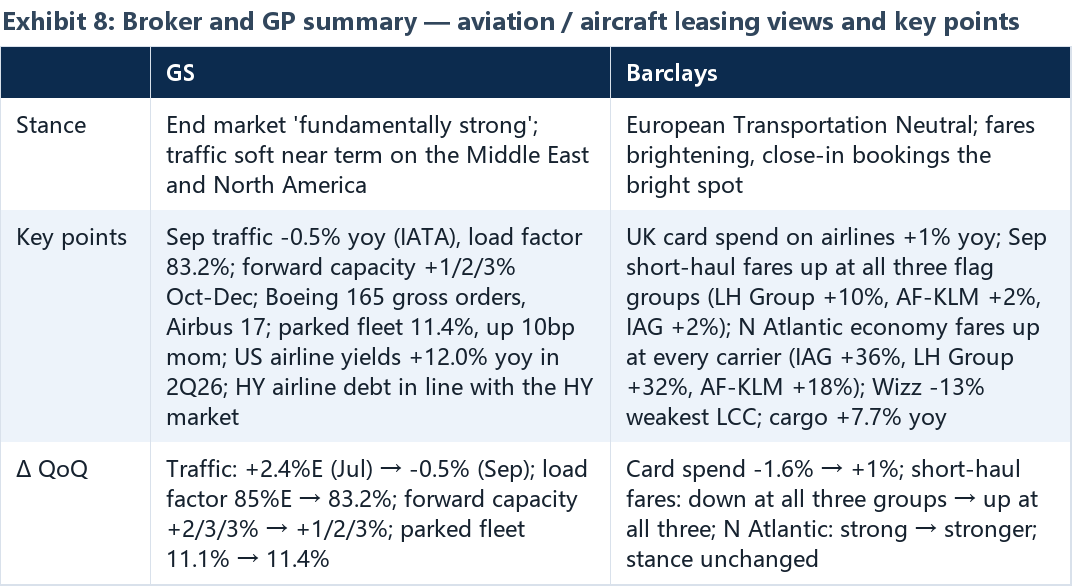 Exhibit 8: Broker and GP summary — aviation / aircraft leasing views and key points
GS
Barclays
Stance
End market 'fundamentally strong';
traffic soft near term on the Middle East
and North America
European Transportation Neutral; fares
brightening, close-in bookings the
bright spot
Key points
Sep traffic -0.5% yoy (IATA), load factor
83.2%; forward capacity +1/2/3%
Oct-Dec; Boeing 165 gross orders,
Airbus 17; parked fleet 11.4%, up 10bp
mom; US airline yields +12.0% yoy in
2Q26; HY airline debt in line with the HY
market
UK card spend on airlines +1% yoy; Sep
short-haul fares up at all three flag
groups (LH Group +10%, AF-KLM +2%,
IAG +2%); N Atlantic economy fares up
at every carrier (IAG +36%, LH Group
+32%, AF-KLM +18%); Wizz -13%
weakest LCC; cargo +7.7% yoy
Δ QoQ
Traffic: +2.4%E (Jul) → -0.5% (Sep); load
factor 85%E → 83.2%; forward capacity
+2/3/3% → +1/2/3%; parked fleet
11.1% → 11.4%
Card spend -1.6% → +1%; short-haul
fares: down at all three groups → up at
all three; N Atlantic: strong → stronger;
stance unchanged